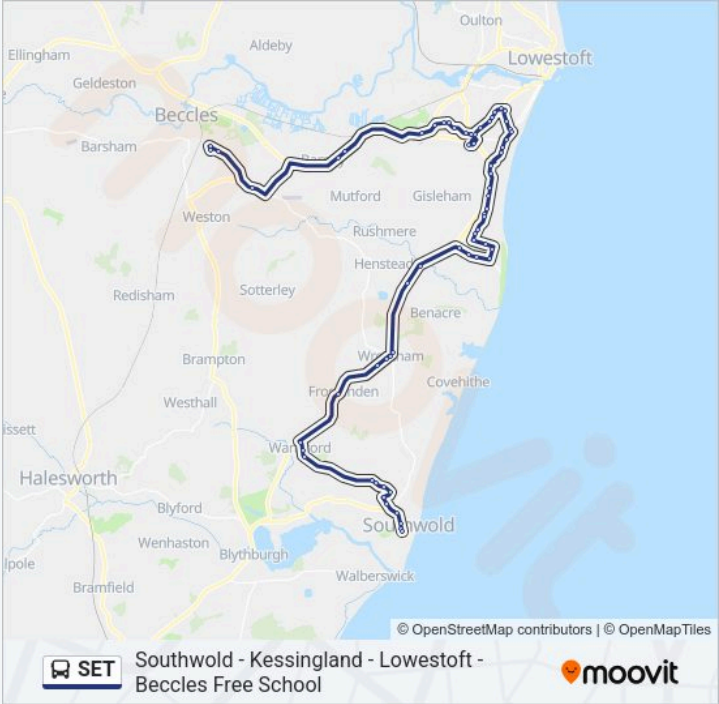 Oulton
Lowestoft
Aldeby
Ellingham
Geldeston
Beccles
Barsham
Mutford
Gisleham
Weston
Rushmere
Henstead
Sotterley
Redisham
Benacre
Brampton
Covehithe
Westhall
issett
Halesworth
Blyford
Southwold
Wenhaston
Blythburgh
lpole
Walberswick
Bramfield
© OpenStreetMap contributors | © OpenMapTiles
SET
Southwold - Kessingland - Lowestoft -
Beccles Free School
moovit